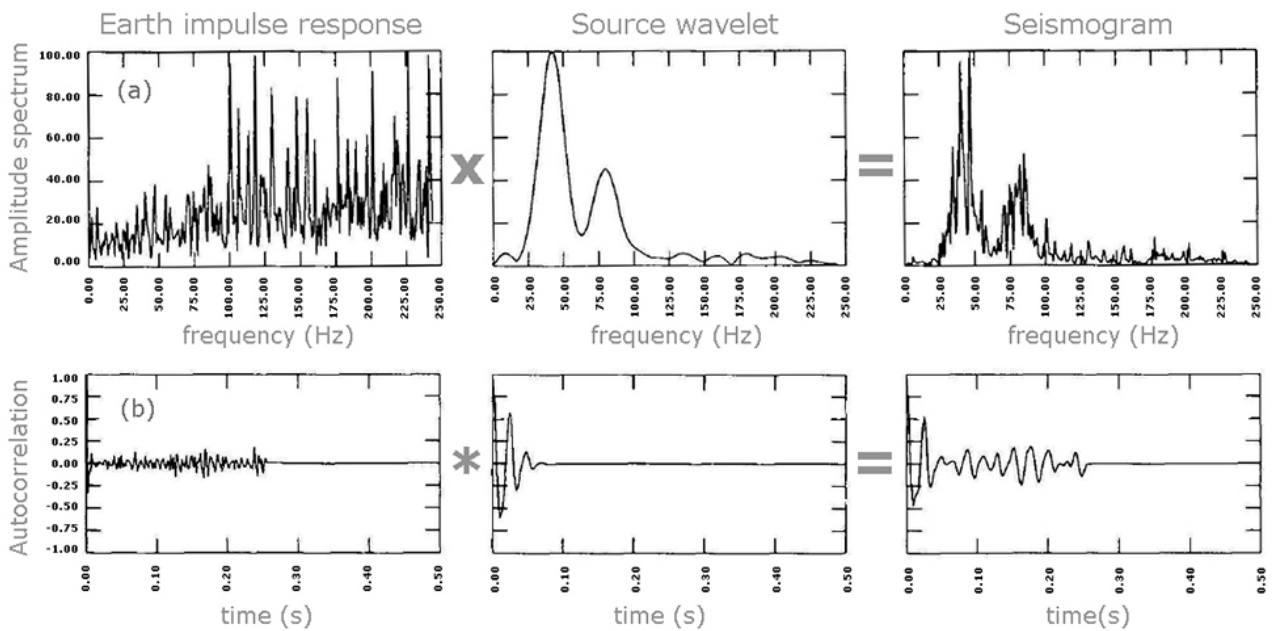 Earth impulse response
Source wavelet
Seismogram
Amplitude spectrum
(a)
100.00
80.00
60.00
40.00
20.00
0.00
x
=
0.00 25.00 50.00 75.00 100.00 125.00 150.00 175.00 200.00 225.00 250.00
0.00 25.00 50.00 75.00 100.00 125.00 150.00 175.00 200.00 225.00 250.00
0.00 25.00 50.00 75.00 100.00 125.00 150.00 175.00 200.00 225.00 250.00
frequency (Hz)
frequency (Hz)
frequency (Hz)
Autocorrelation
(b)
1.00
0.75
0.50
0.25
0.00
-0.25
-0.50
-0.75
-1.00
*
=
0.00 0.10 0.20 0.30 0.40 0.50
0.00 0.10 0.20 0.30 0.40 0.50
0.00 0.10 0.20 0.30 0.40 0.50
time (s)
time (s)
time(s)